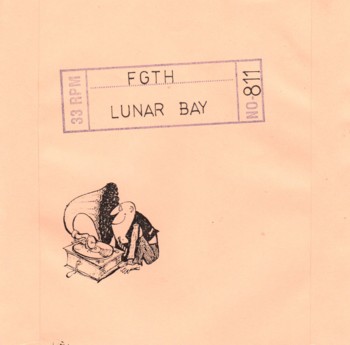 FGTH
33 RPM
LUNAR BAY
NO- 811